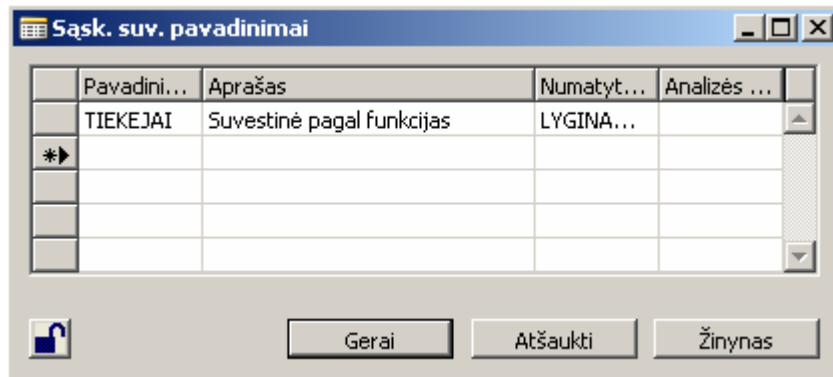 Sąsk. suv. pavadinimai
Pavadini... Aprašas Numatyt... Analizės ...
TIEKEJAI Suvestinė pagal funkcijas LYGINA...
Gerai Atšaukti Žinynas